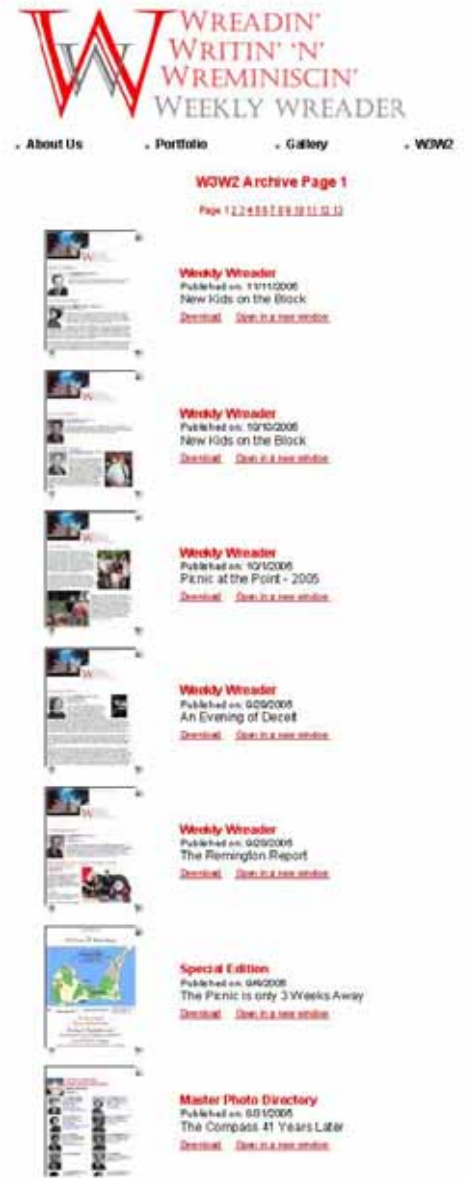 WREADIN'
WRITIN' 'N'
WREMINISCIN'
WEEKLY WREADER
About Us Portfolio Gallery W3W2
W3W2 Archive Page 1
Page 1 2 3 4 5 6 7 8 9 10 11 12 13
Weekly Wreader
Published on: 11/11/2005
New Kids on the Block
Download Open in a new window
Weekly Wreader
Published on: 10/10/2005
New Kids on the Block
Download Open in a new window
Weekly Wreader
Published on: 10/1/2005
Picnic at the Point - 2005
Download Open in a new window
Weekly Wreader
Published on:
An Evening of Deceit
Download Open in a new window
Weekly Wreader
Published on:
The Remington Report
Download Open in a new window
Special Edition
Published on:
The Picnic is only 3 Weeks Away
Download Open in a new window
Master Photo Directory
Published on: 8/31/2005
The Compass 41 Years Later
Download Open in a new window